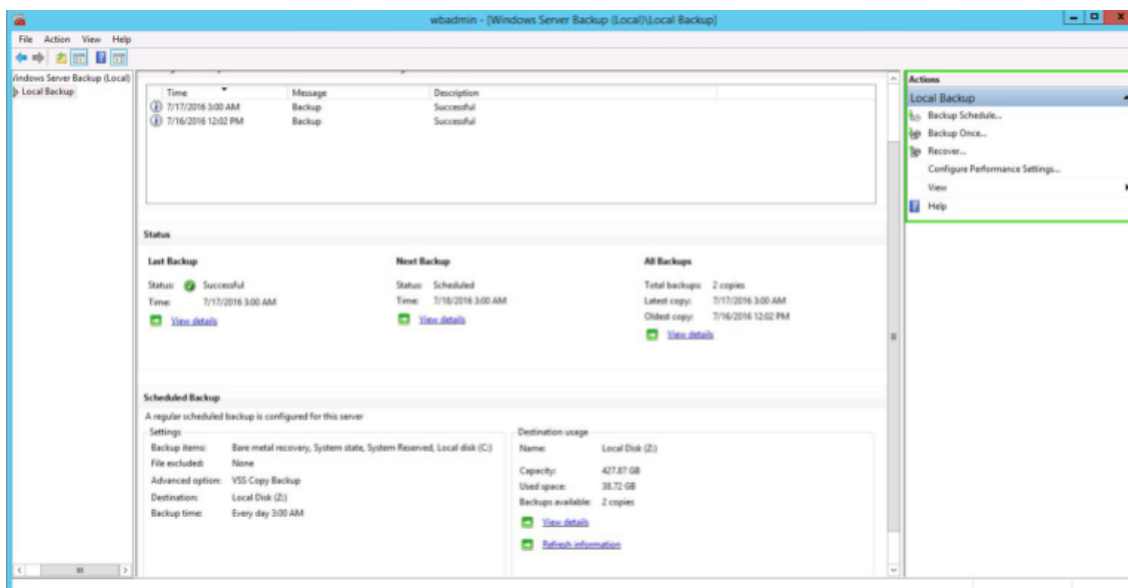 wbadmin - [Windows Server Backup (Local)\Local Backup]
File Action View Help
Windows Server Backup (Local)
Local Backup
Time Message Description
7/17/2016 3:00 AM Backup Successful
7/16/2016 12:02 PM Backup Successful
Status
Last Backup
Status: Successful
Time: 7/17/2016 3:00 AM
View details
Next Backup
Status: Scheduled
Time: 7/18/2016 3:00 AM
View details
All Backups
Total backups: 2 copies
Latest copy: 7/17/2016 3:00 AM
Oldest copy: 7/16/2016 12:02 PM
View details
Scheduled Backup
A regular scheduled backup is configured for this server
Settings
Backup items: Bare metal recovery, System state, System Reserved, Local disk (C:)
File excluded: None
Advanced option: VSS Copy Backup
Destination: Local Disk (Z:)
Backup time: Every day 3:00 AM
Destination usage
Name: Local Disk (Z:)
Capacity: 427.87 GB
Used space: 38.72 GB
Backups available: 2 copies
View details
Refresh information
Actions
Local Backup
Backup Schedule...
Backup Once...
Recover...
Configure Performance Settings...
View
Help